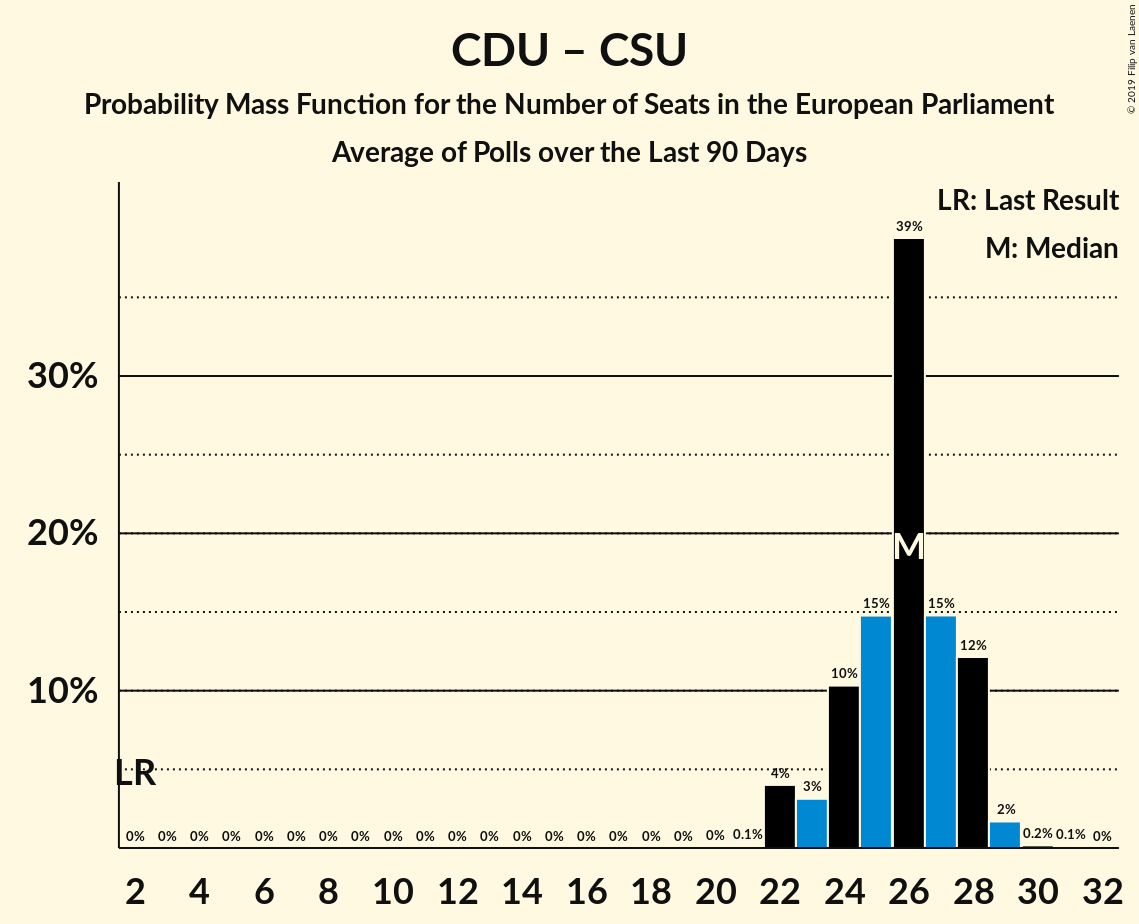 CDU – CSU
Probability Mass Function for the Number of Seats in the European Parliament
Average of Polls over the Last 90 Days
© 2019 Filip van Laenen
LR: Last Result
M: Median
39%
30%
20%
M
15% 15%
12%
10%
10%
LR
4%
3%
2%
0% 0% 0% 0% 0% 0% 0% 0% 0% 0% 0% 0% 0% 0% 0% 0% 0% 0% 0% 0.1% 0.2% 0.1% 0%
2 4 6 8 10 12 14 16 18 20 22 24 26 28 30 32